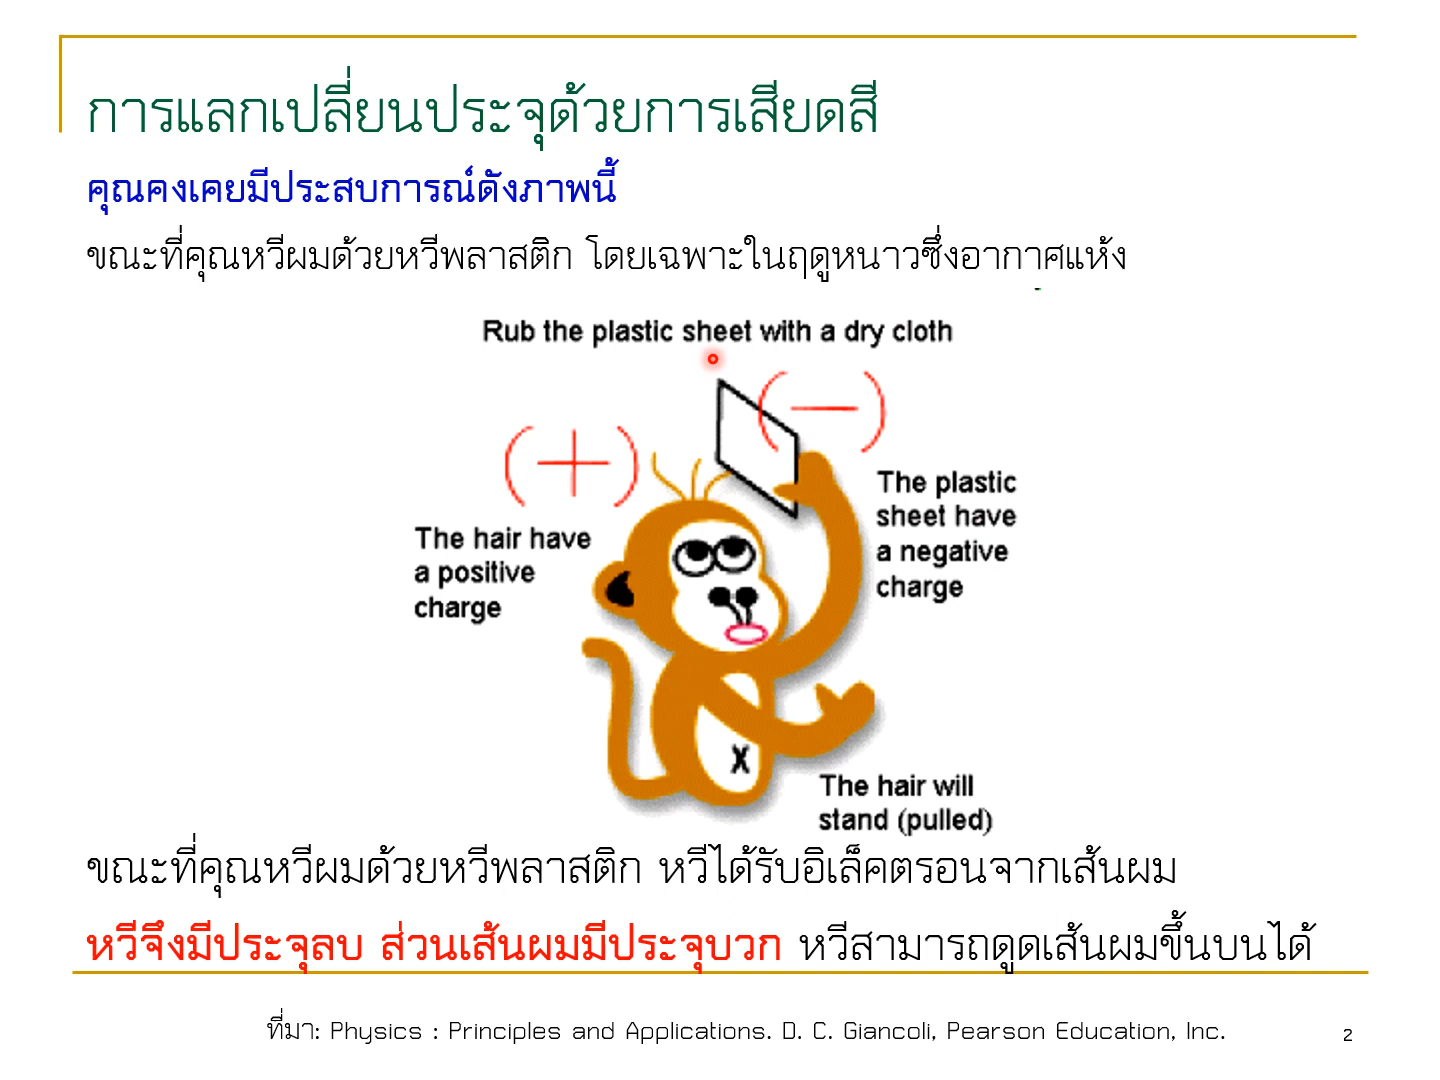 การแลกเปลี่ยนประจุด้วยการเสียดสี
คุณคงเคยมีประสบการณ์ดังภาพนี้
ขณะที่คุณหวีผมด้วยหวีพลาสติก โดยเฉพาะในฤดูหนาวซึ่งอากาศแห้ง
Rub the plastic sheet with a dry cloth
(−)
(+)
The plastic
sheet have
a negative
charge
The hair have
a positive
charge
X
The hair will
stand (pulled)
ขณะที่คุณหวีผมด้วยหวีพลาสติก หวีได้รับอิเล็คตรอนจากเส้นผม
หวีจึงมีประจุลบ ส่วนเส้นผมมีประจุบวก หวีสามารถดูดเส้นผมขึ้นบนได้
ที่มา: Physics : Principles and Applications. D. C. Giancoli, Pearson Education, Inc.
2